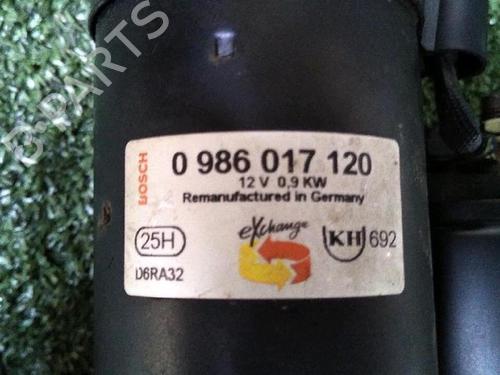 B-PARTS
BOSCH
0 986 017 120
12 V 0,9 KW
Remanufactured in Germany
25H
eXchange
KH 692
D6RA32